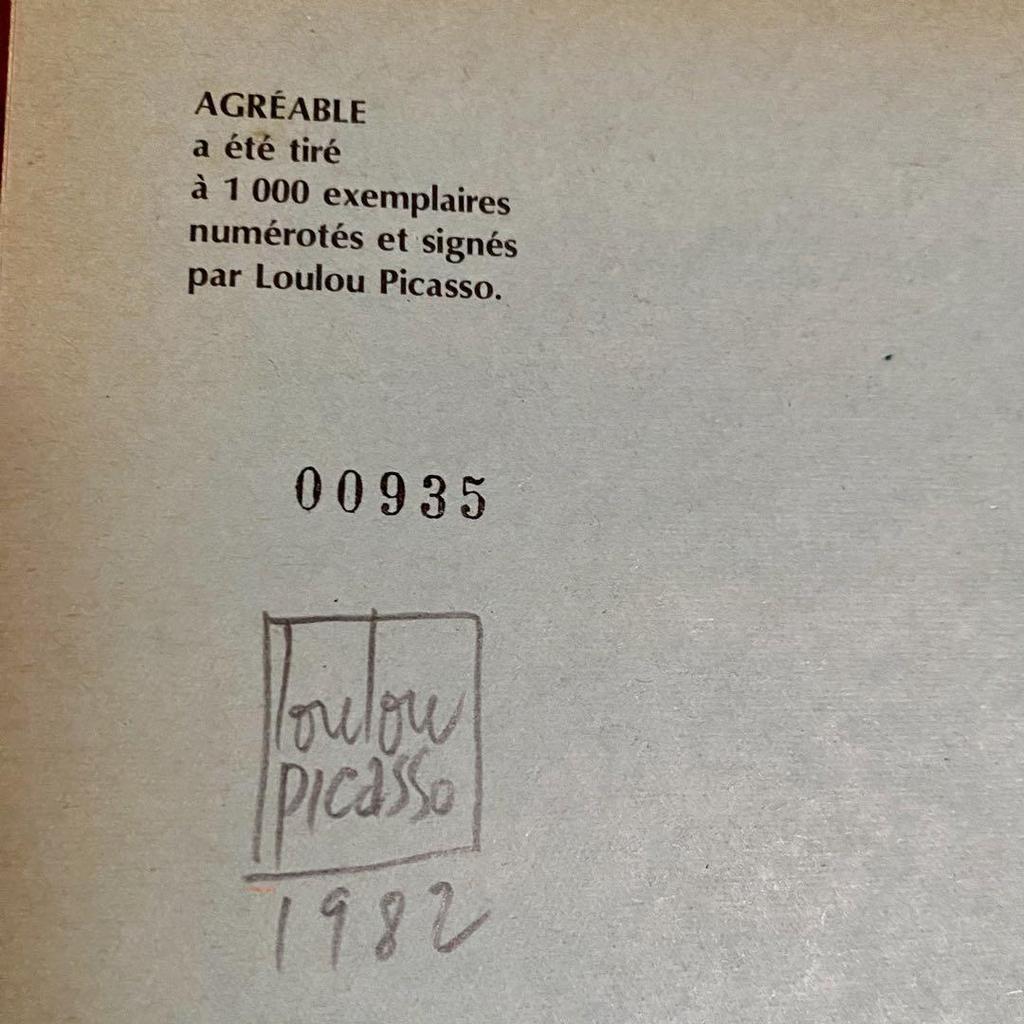 AGRÉABLE
a été tiré
à 1 000 exemplaires
numérotés et signés
par Loulou Picasso.
00935
loulou
picasso
1982